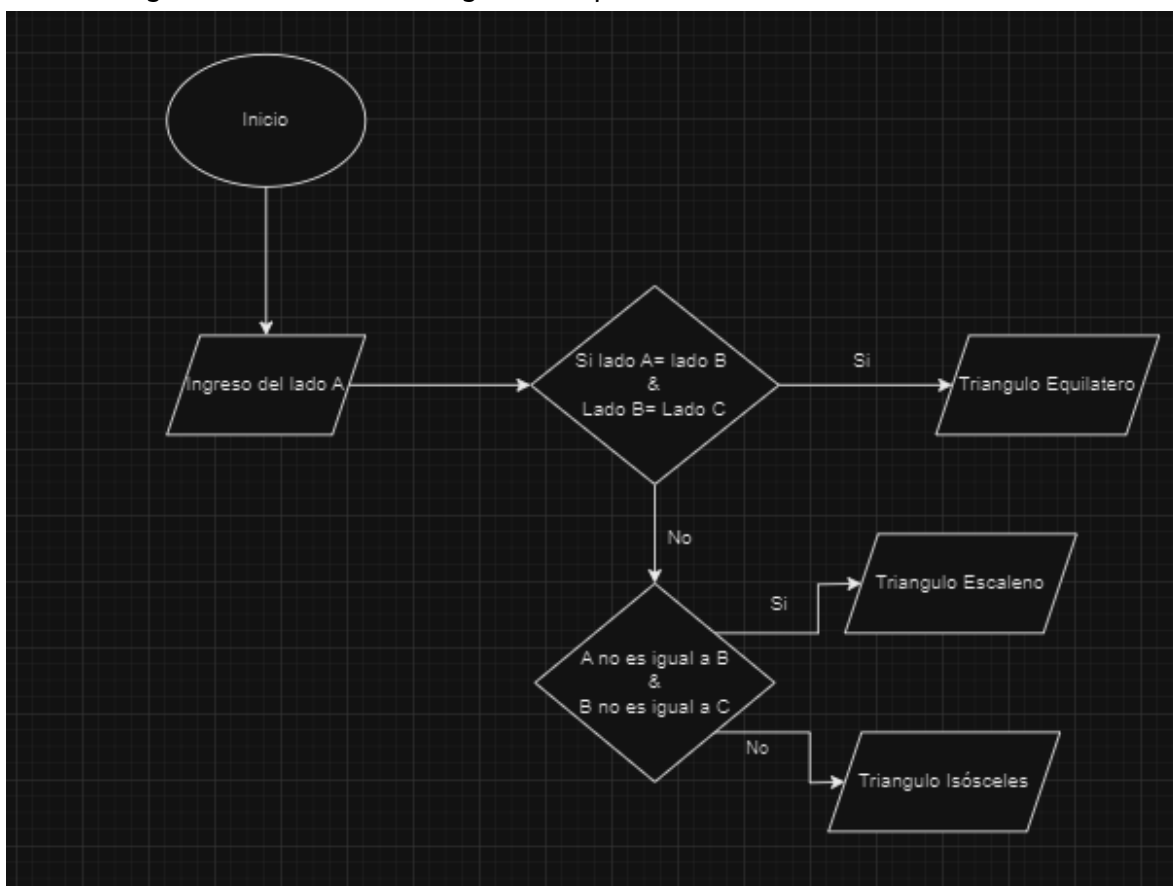 Inicio
Ingreso del lado A
Si lado A= lado B
&
Lado B= Lado C
Si
Triangulo Equilatero
No
A no es igual a B
&
B no es igual a C
Si
Triangulo Escaleno
No
Triangulo Isósceles